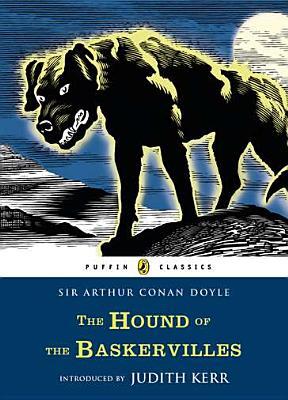 PUFFIN CLASSICS
SIR ARTHUR CONAN DOYLE
THE HOUND OF
THE BASKERVILLES
INTRODUCED BY JUDITH KERR